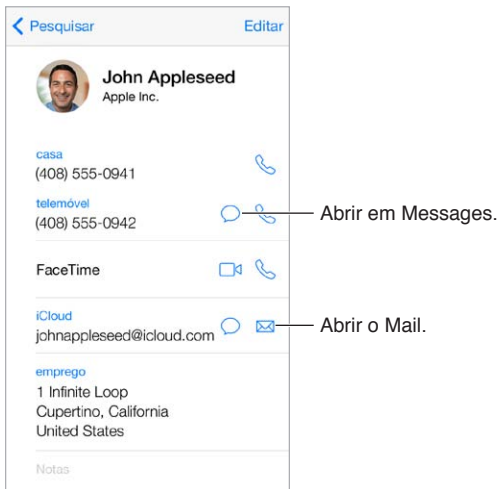 Pesquisar Editar
John Appleseed
Apple Inc.
casa
(408) 555-0941
telemóvel
(408) 555-0942
Abrir em Messages.
FaceTime
iCloud
johnappleseed@icloud.com
Abrir o Mail.
emprego
1 Infinite Loop
Cupertino, California
United States
Notas